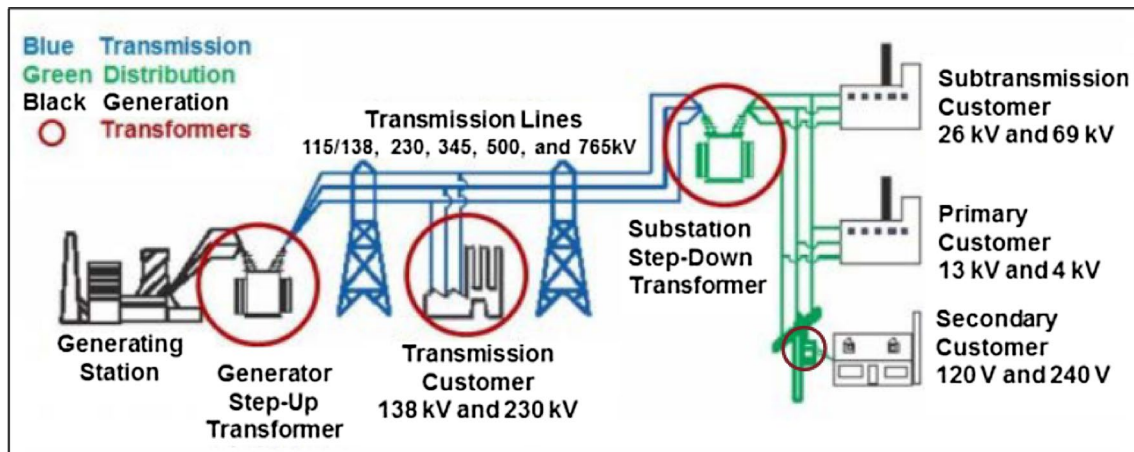 Blue Transmission
Green Distribution
Black Generation
Transformers
Transmission Lines
115/138, 230, 345, 500, and 765kV
Generating
Station
Generator
Step-Up
Transformer
Transmission
Customer
138 kV and 230 kV
Substation
Step-Down
Transformer
Subtransmission
Customer
26 kV and 69 kV
Primary
Customer
13 kV and 4 kV
Secondary
Customer
120 V and 240 V